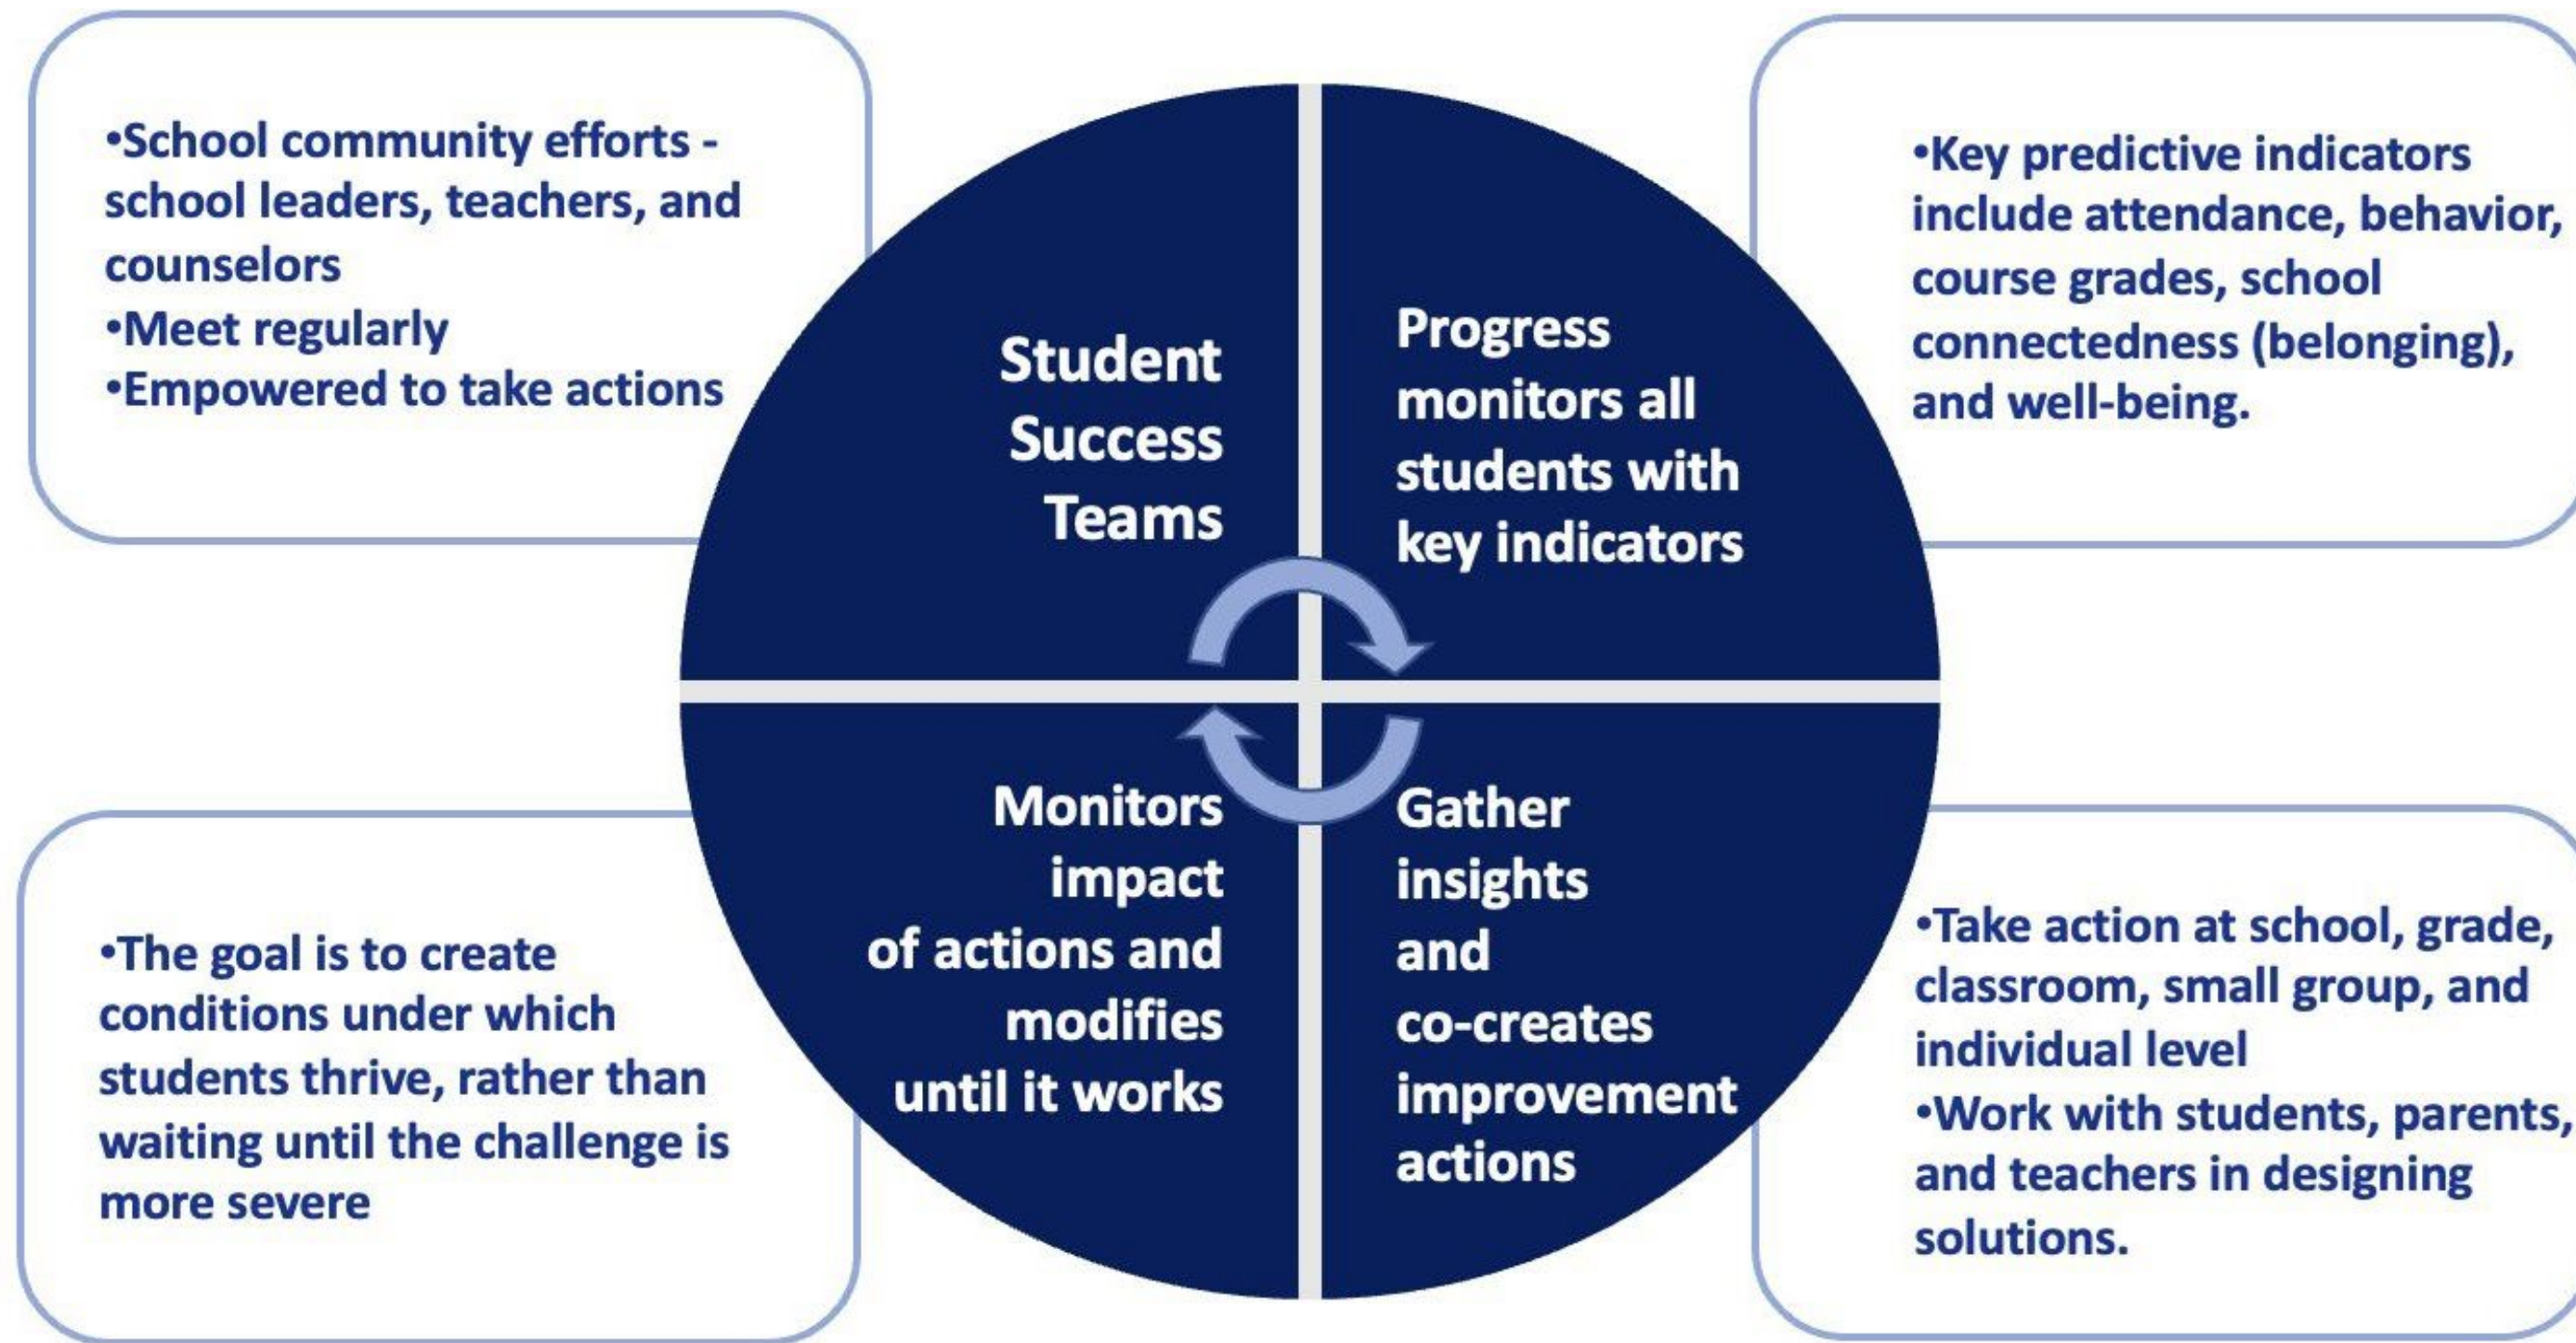 •School community efforts -
school leaders, teachers, and
counselors
•Meet regularly
•Empowered to take actions
Student
Success
Teams
Progress
monitors all
students with
key indicators
•Key predictive indicators
include attendance, behavior,
course grades, school
connectedness (belonging),
and well-being.
•The goal is to create
conditions under which
students thrive, rather than
waiting until the challenge is
more severe
Monitors
impact
of actions and
modifies
until it works
Gather
insights
and
co-creates
improvement
actions
•Take action at school, grade,
classroom, small group, and
individual level
•Work with students, parents,
and teachers in designing
solutions.